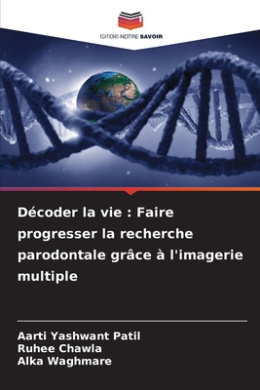 EDITIONS NOTRE SAVOIR
Décoder la vie : Faire
progresser la recherche
parodontale grâce à l'imagerie
multiple
Aarti Yashwant Patil
Ruhee Chawla
Alka Waghmare